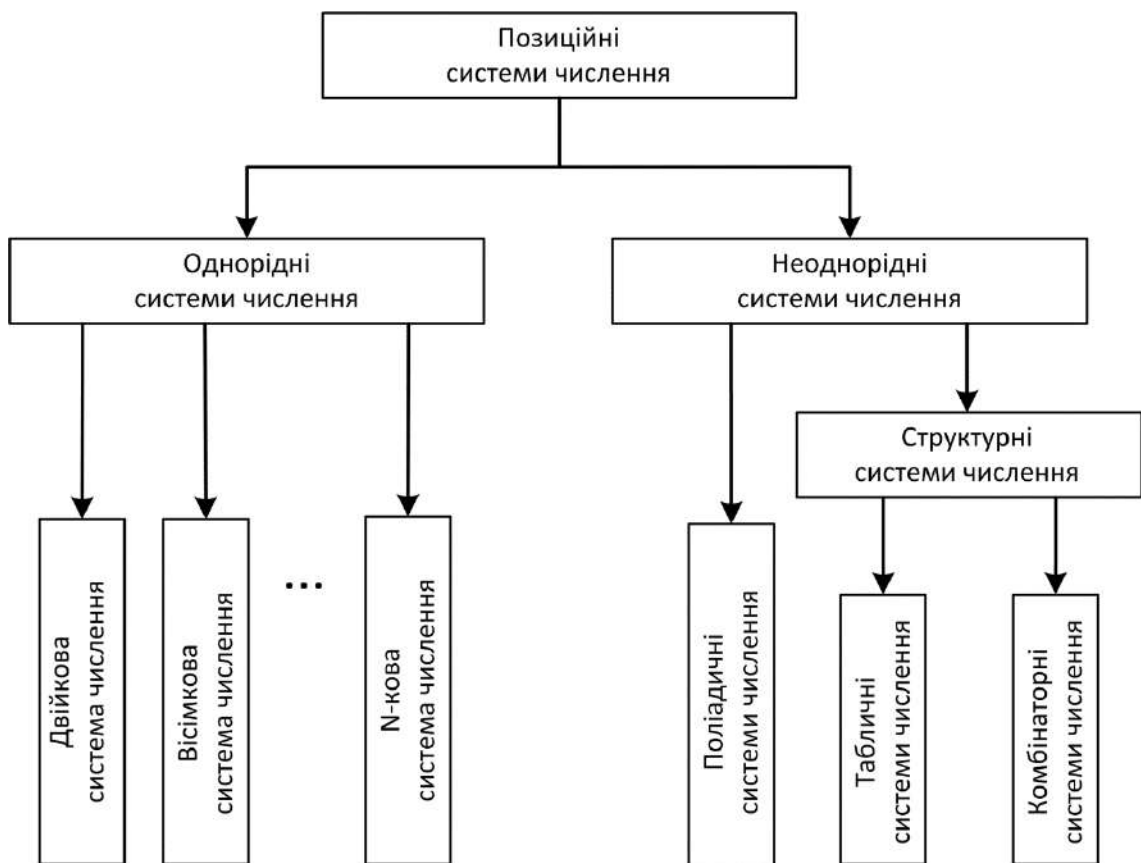 Позиційні
системи числення
Однорідні
системи числення
Неоднорідні
системи числення
Структурні
системи числення
Двійкова
система числення
Вісімкова
система числення
...
N-кова
система числення
Поліадичні
системи числення
Табличні
системи числення
Комбінаторні
системи числення